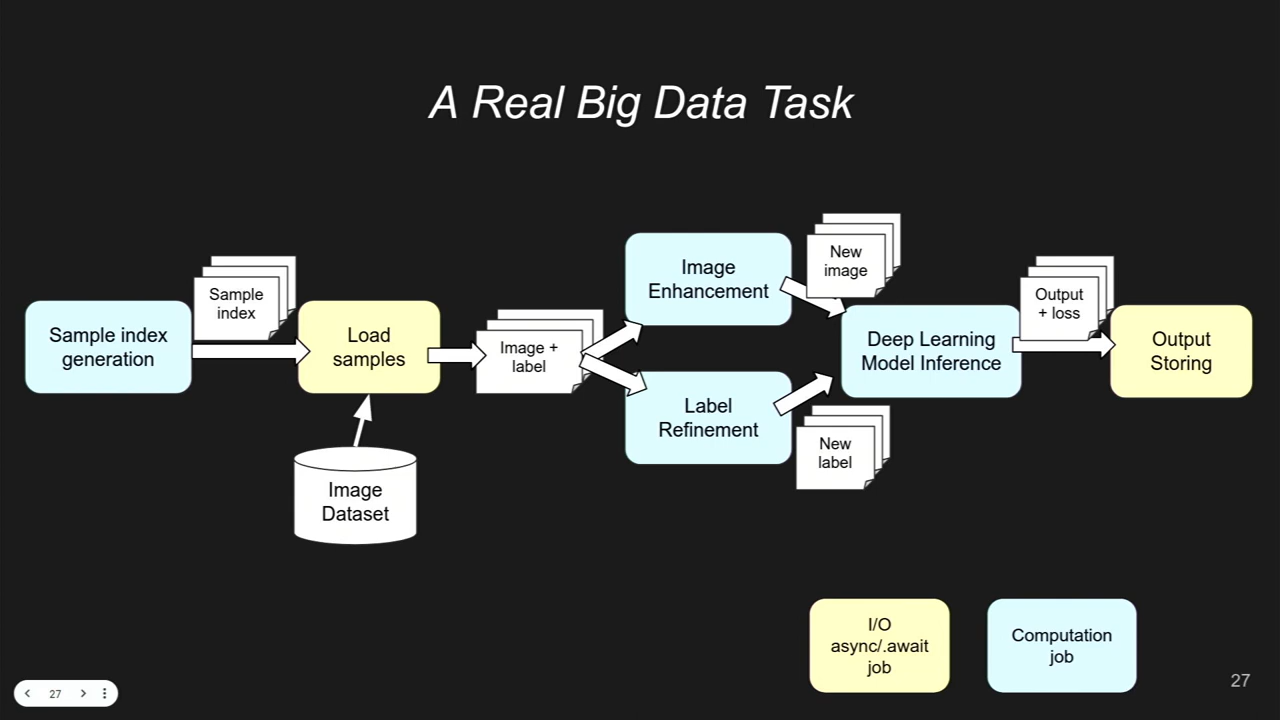 A Real Big Data Task
Sample index
generation
Sample
index
Load
samples
Image
Dataset
Image +
label
Image
Enhancement
Label
Refinement
New
image
New
label
Deep Learning
Model Inference
Output
+ loss
Output
Storing
I/O
async/.await
job
Computation
job
27
27